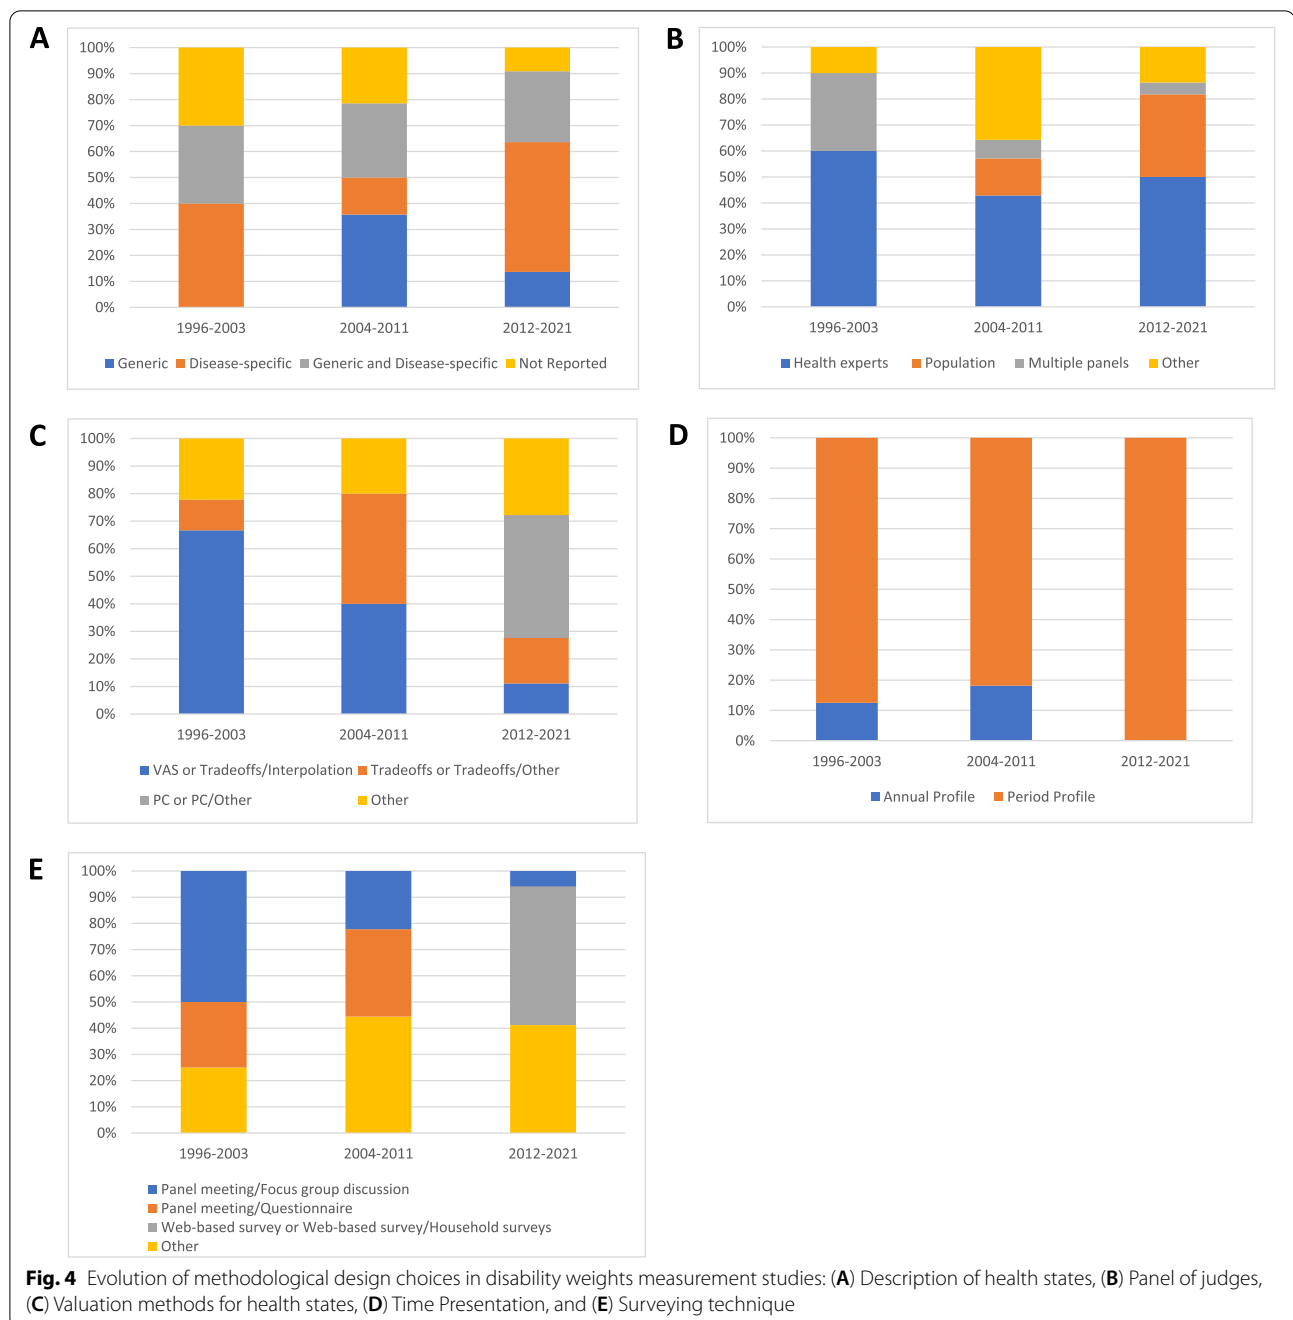 A
100%
90%
80%
70%
60%
50%
40%
30%
20%
10%
0%
1996-2003 2004-2011 2012-2021
Generic Disease-specific Generic and Disease-specific Not Reported
B
100%
90%
80%
70%
60%
50%
40%
30%
20%
10%
0%
1996-2003 2004-2011 2012-2021
Health experts Population Multiple panels Other
C
100%
90%
80%
70%
60%
50%
40%
30%
20%
10%
0%
1996-2003 2004-2011 2012-2021
VAS or Tradeoffs/Interpolation Tradeoffs or Tradeoffs/Other
PC or PC/Other Other
D
100%
90%
80%
70%
60%
50%
40%
30%
20%
10%
0%
1996-2003 2004-2011 2012-2021
Annual Profile Period Profile
E
100%
90%
80%
70%
60%
50%
40%
30%
20%
10%
0%
1996-2003 2004-2011 2012-2021
Panel meeting/Focus group discussion
Panel meeting/Questionnaire
Web-based survey or Web-based survey/Household surveys
Other
Fig. 4 Evolution of methodological design choices in disability weights measurement studies: (A) Description of health states, (B) Panel of judges,
(C) Valuation methods for health states, (D) Time Presentation, and (E) Surveying technique